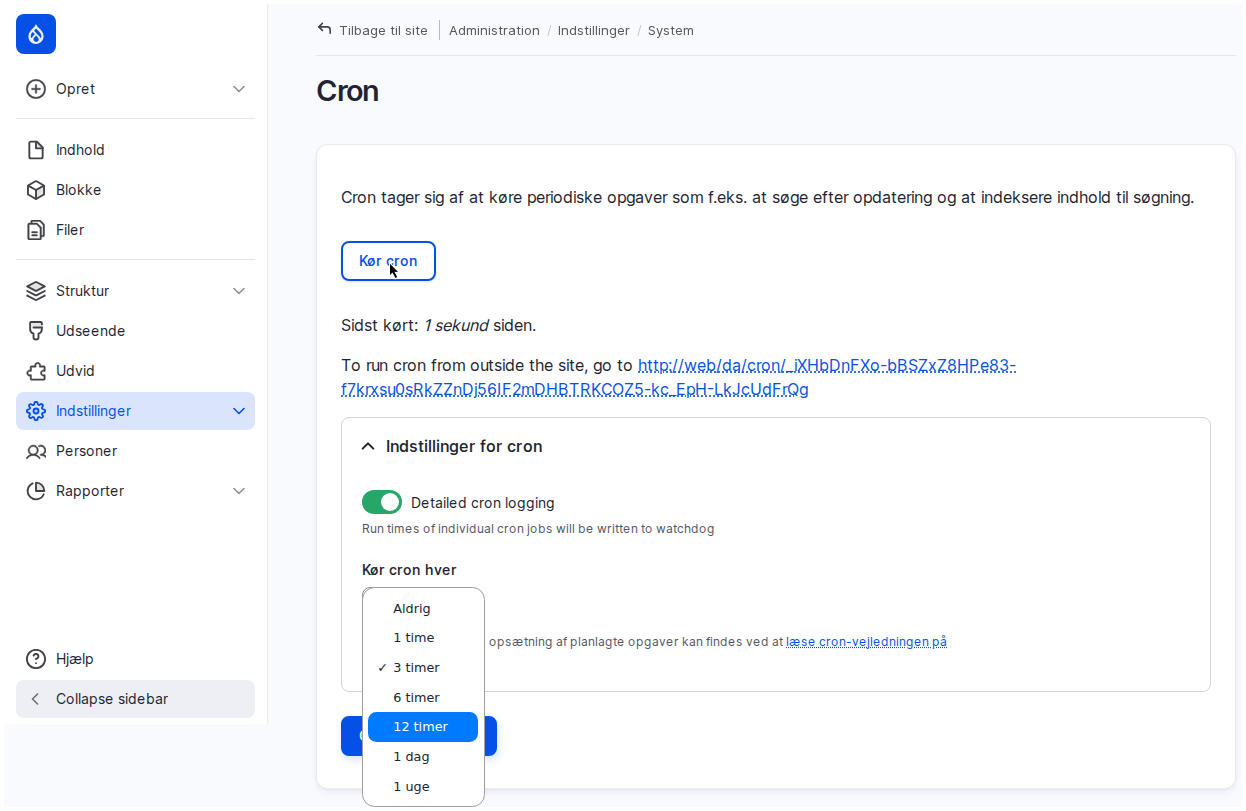 Tilbage til site
Administration / Indstillinger / System
Opret
Indhold
Blokke
Filer
Struktur
Udseende
Udvid
Indstillinger
Personer
Rapporter
Hjælp
Collapse sidebar
Cron
Cron tager sig af at køre periodiske opgaver som f.eks. at søge efter opdatering og at indeksere indhold til søgning.
Kør cron
Sidst kørt: 1 sekund siden.
To run cron from outside the site, go to http://web/da/cron/_iXHbDnFXo-bBSZxZ8HPe83-
f7krxsu0sRkZZnDj56IF2mDHBTRKCOZ5-kc_EpH-LkJcUdFrQg
Indstillinger for cron
Detailed cron logging
Run times of individual cron jobs will be written to watchdog
Kør cron hver
Aldrig
1 time
opsætning af planlagte opgaver kan findes ved at læse cron-vejledningen på
✓ 3 timer
6 timer
12 timer
1 dag
1 uge